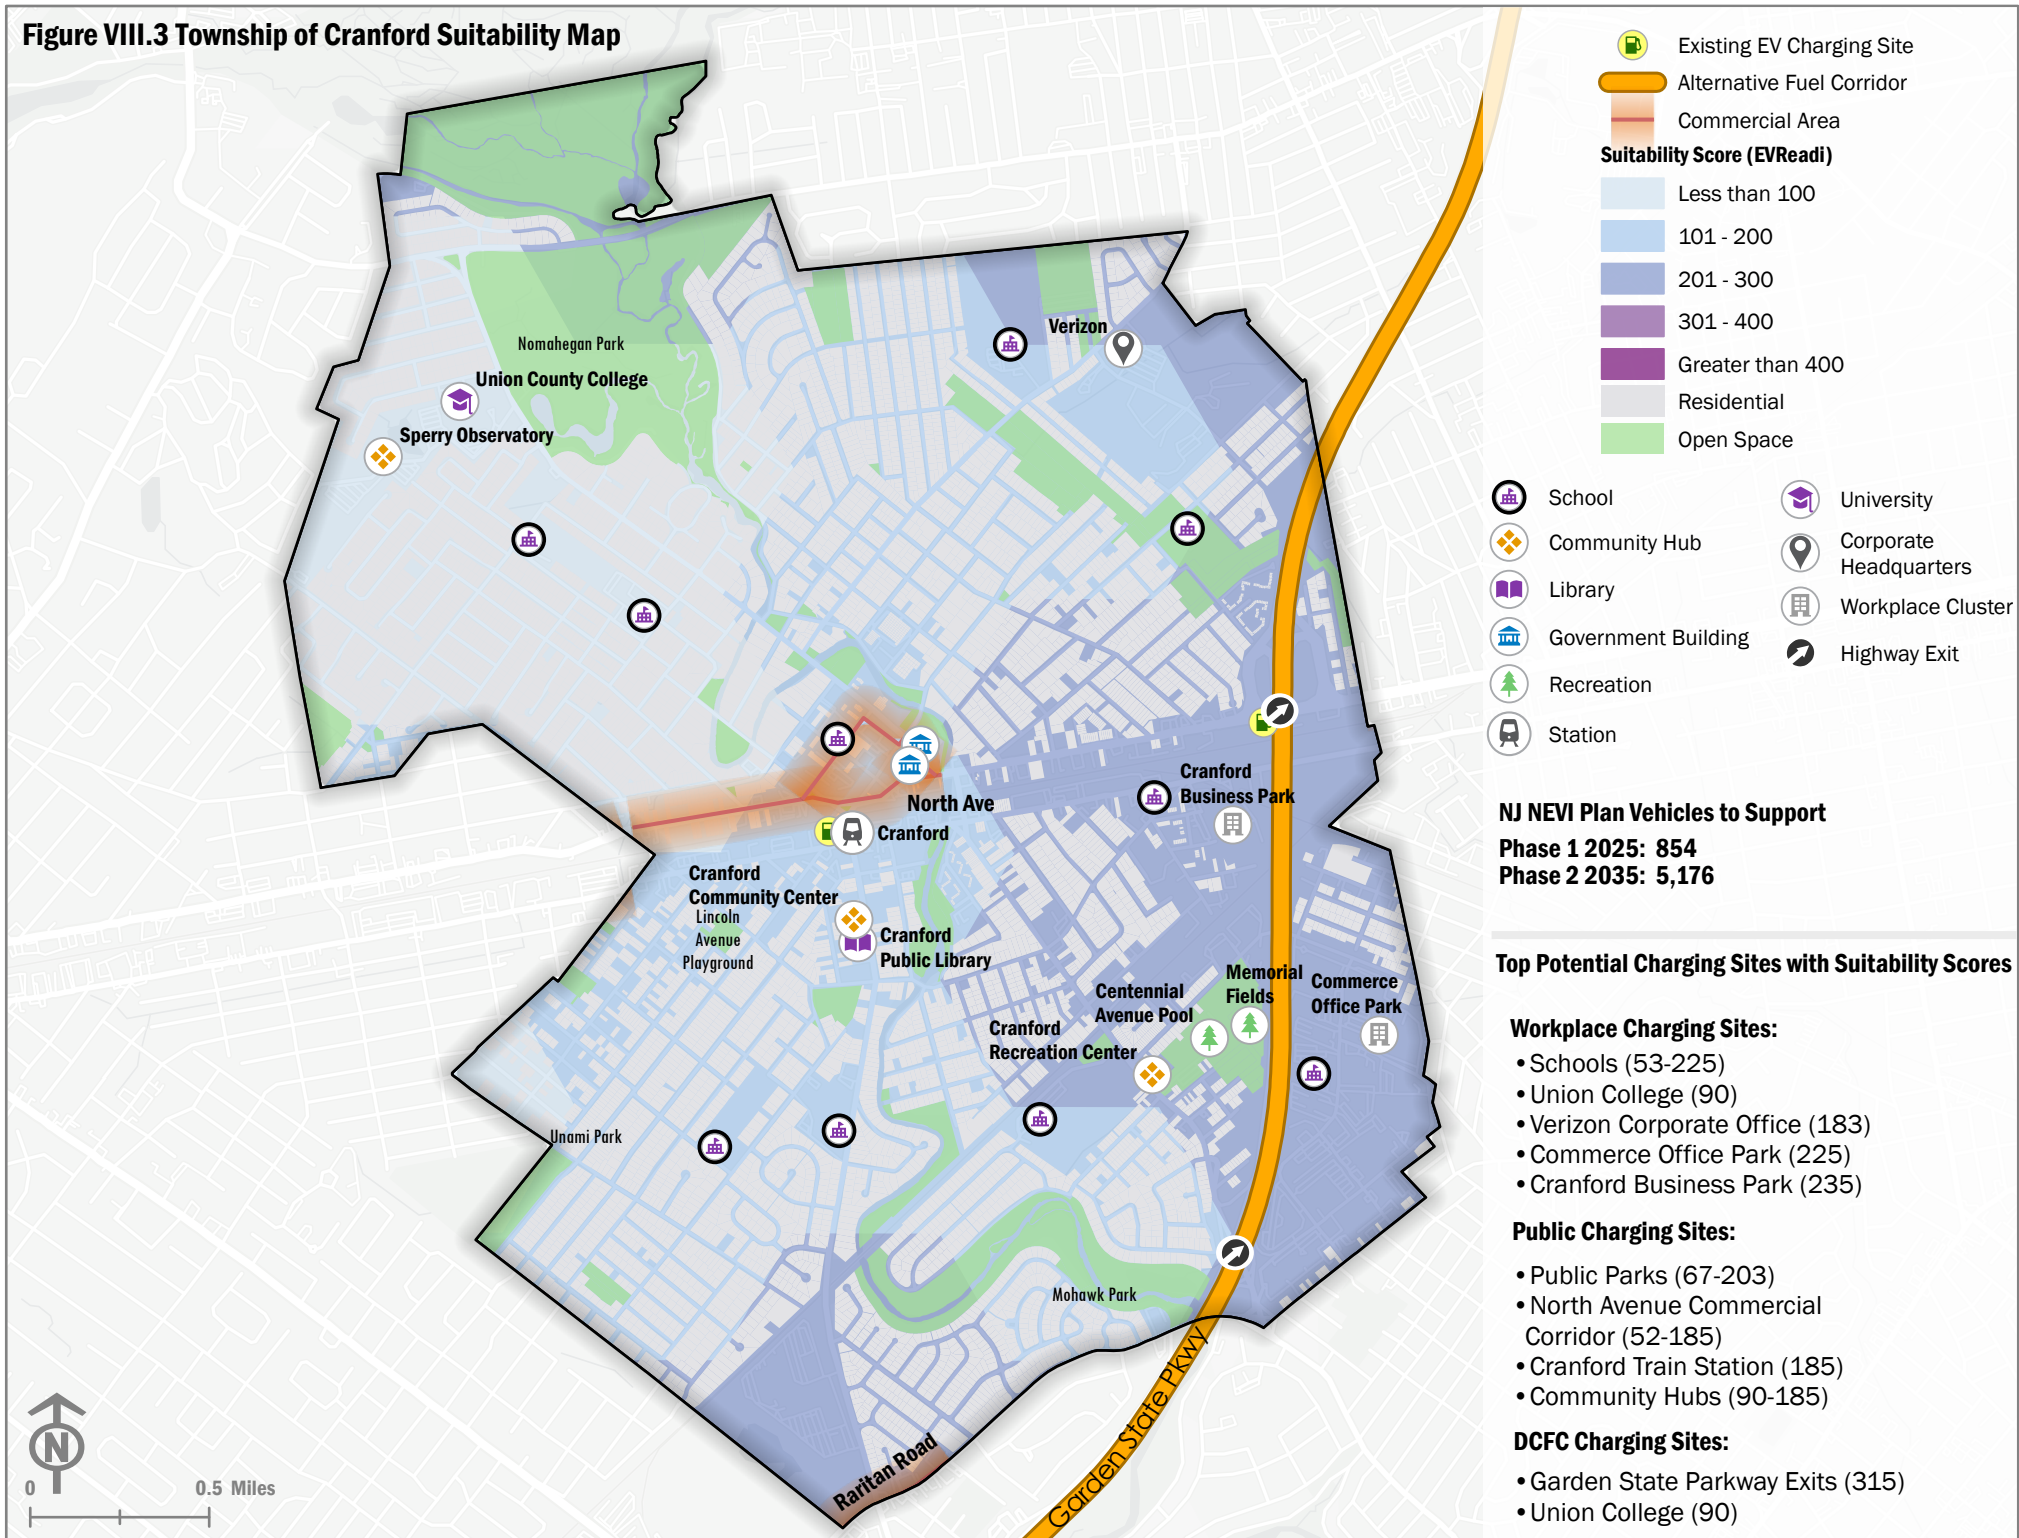 Figure VIII.3 Township of Cranford Suitability Map
Nomahegan Park
Union County College
Sperry Observatory
Verizon
North Ave
Cranford
Cranford
Business Park
Cranford
Community Center
Lincoln
Avenue
Playground
Cranford
Public Library
Memorial
Fields
Commerce
Office Park
Centennial
Avenue Pool
Cranford
Recreation Center
Unami Park
Mohawk Park
Raritan Road
Garden State Pkwy
N
0
0.5 Miles
Existing EV Charging Site
Alternative Fuel Corridor
Commercial Area
Suitability Score (EVReadi)
Less than 100
101 - 200
201 - 300
301 - 400
Greater than 400
Residential
Open Space
School
Community Hub
Library
Government Building
Recreation
Station
University
Corporate
Headquarters
Workplace Cluster
Highway Exit
NJ NEVI Plan Vehicles to Support
Phase 1 2025: 854
Phase 2 2035: 5,176
Top Potential Charging Sites with Suitability Scores
Workplace Charging Sites:
•Schools (53-225)
•Union College (90)
•Verizon Corporate Office (183)
•Commerce Office Park (225)
•Cranford Business Park (235)
Public Charging Sites:
•Public Parks (67-203)
•North Avenue Commercial
Corridor (52-185)
•Cranford Train Station (185)
•Community Hubs (90-185)
DCFC Charging Sites:
•Garden State Parkway Exits (315)
•Union College (90)